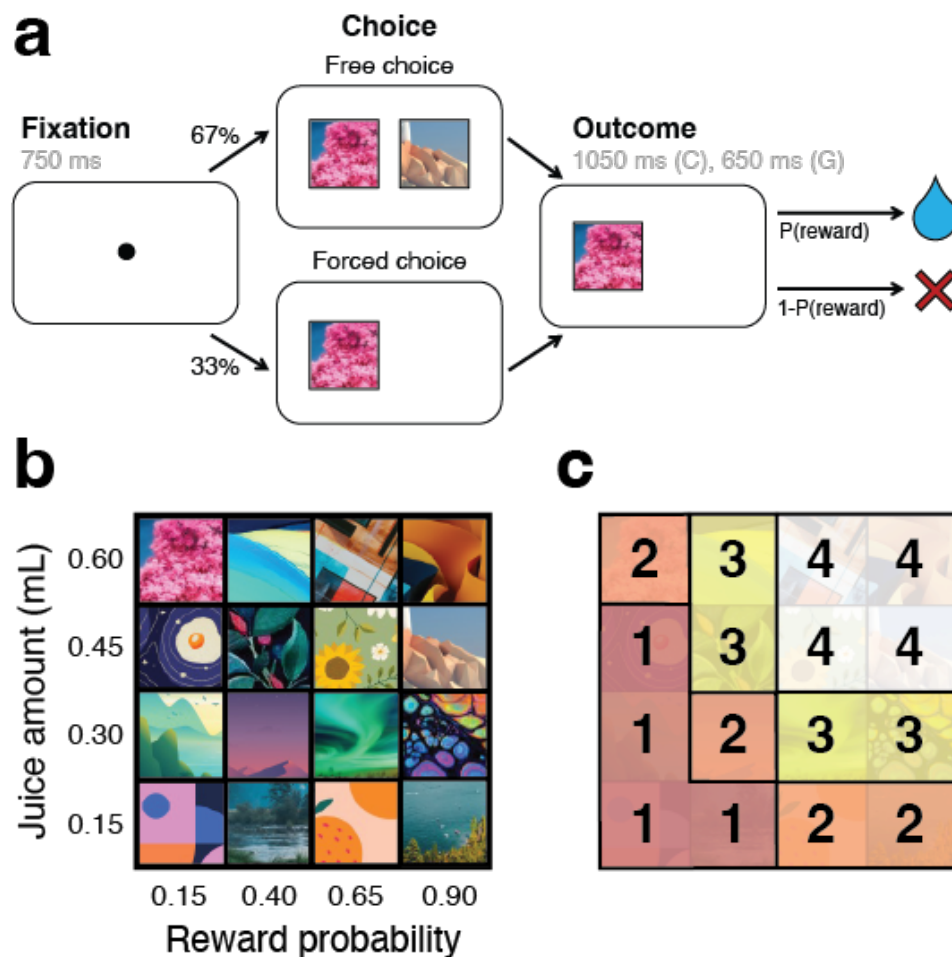 a
Choice
Free choice
Fixation
750 ms
67%
Outcome
1050 ms (C), 650 ms (G)
P(reward)
Forced choice
1-P(reward)
33%
b
c
Juice amount (mL)
0.60
0.45
0.30
0.15
0.15 0.40 0.65 0.90
Reward probability
2 3 4 4
1 3 4 4
1 2 3 3
1 1 2 2